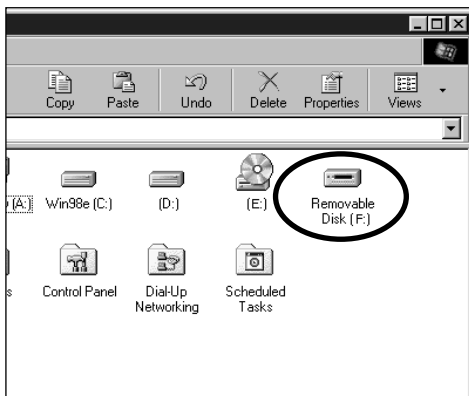 Copy Paste Undo Delete Properties Views
(A:) Win98e (C:) (D:) (E:) Removable
Disk (F:)
s Control Panel Dial-Up Scheduled
Networking Tasks